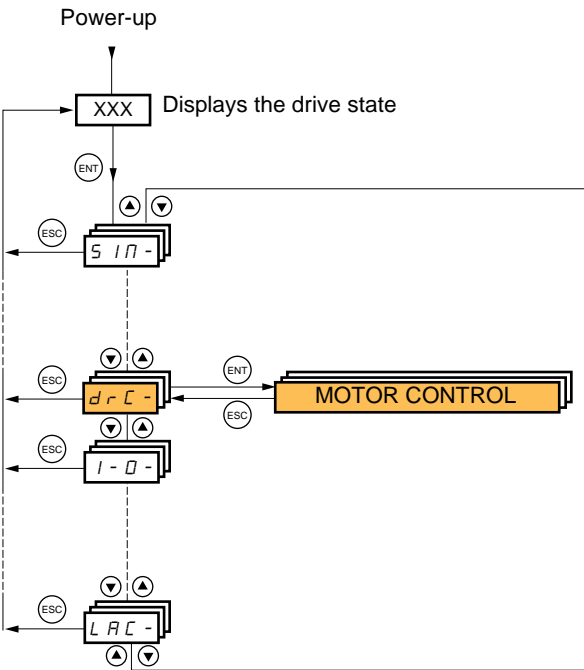 Power-up
XXX Displays the drive state
ENT
ESC
SIM-
ESC
drC-
ENT
MOTOR CONTROL
ESC
ESC
I-O-
ESC
LAC-